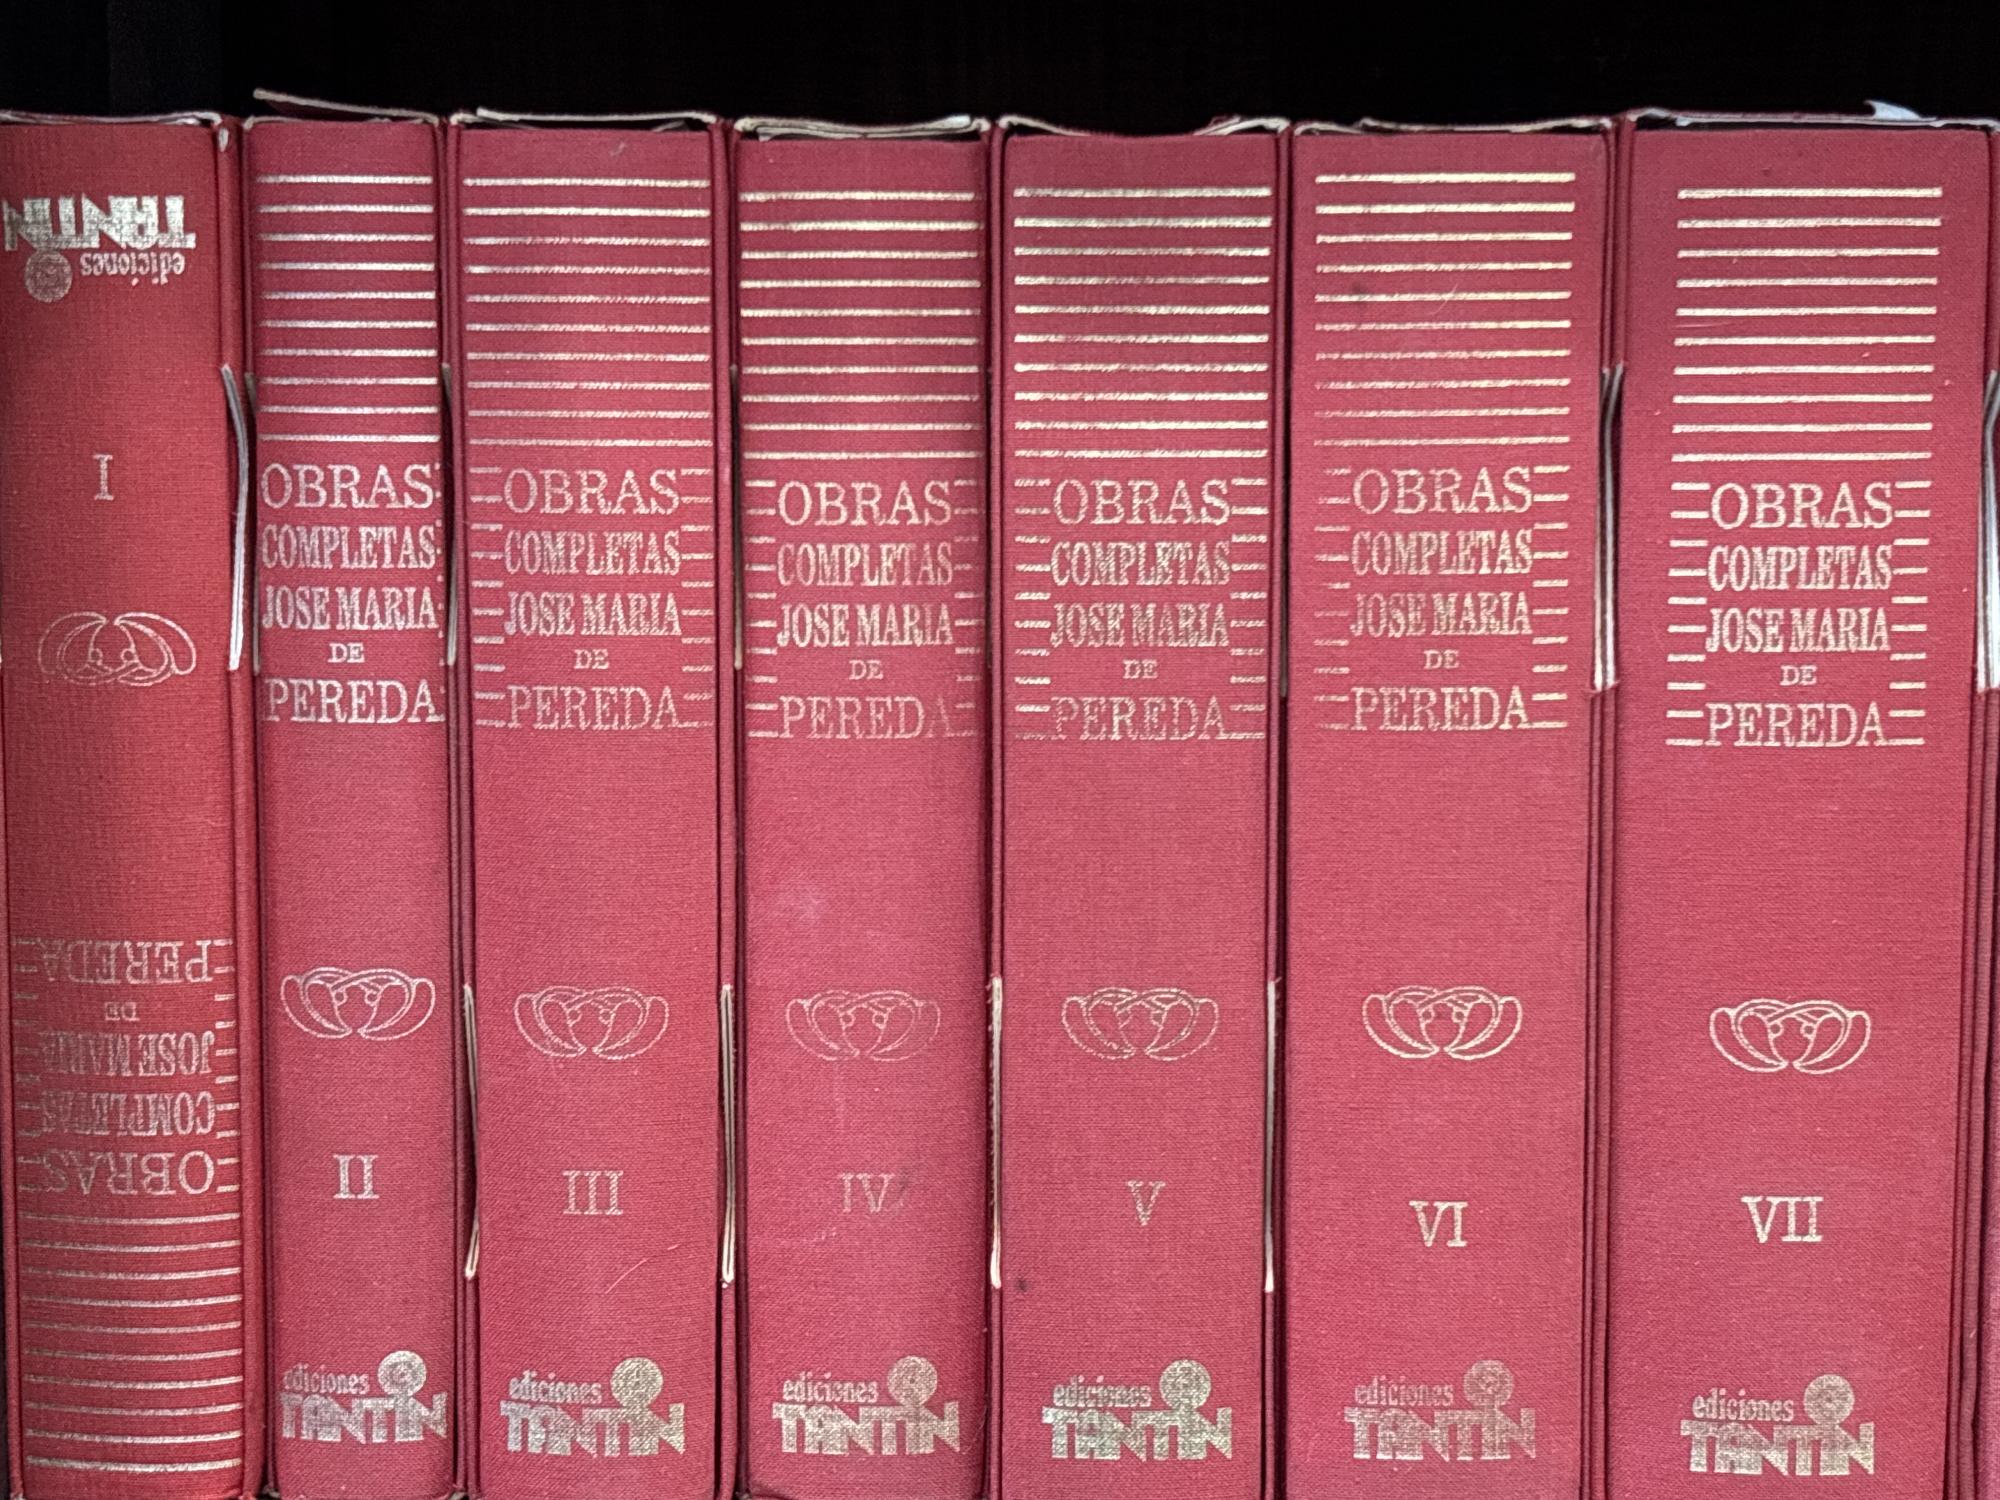 OBRAS
COMPLETAS
JOSE MARIA
DE
PEREDA
I
ediciones
TANTIN
OBRAS
COMPLETAS
JOSE MARIA
DE
PEREDA
II
ediciones
TANTIN
OBRAS
COMPLETAS
JOSE MARIA
DE
PEREDA
III
ediciones
TANTIN
OBRAS
COMPLETAS
JOSE MARIA
DE
PEREDA
IV
ediciones
TANTIN
OBRAS
COMPLETAS
JOSE MARIA
DE
PEREDA
V
ediciones
TANTIN
OBRAS
COMPLETAS
JOSE MARIA
DE
PEREDA
VI
ediciones
TANTIN
OBRAS
COMPLETAS
JOSE MARIA
DE
PEREDA
VII
ediciones
TANTIN